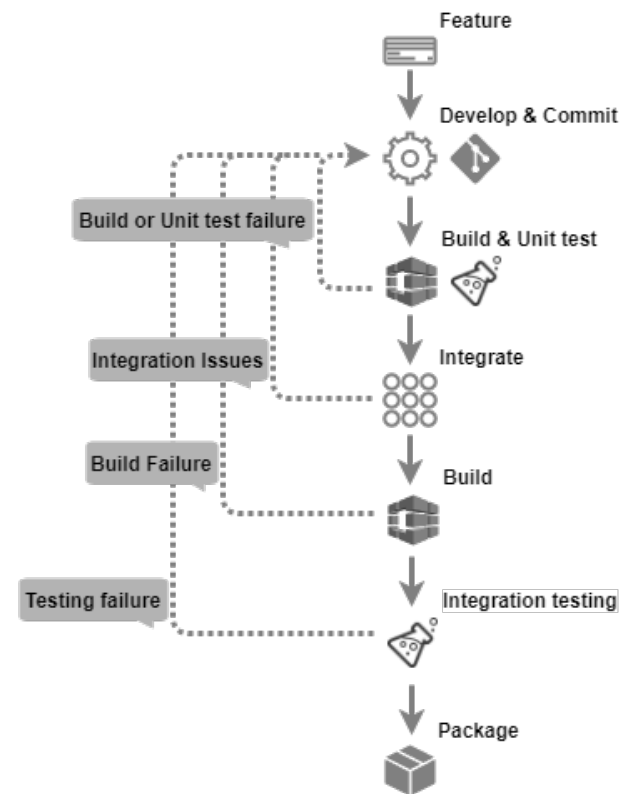 Feature
Develop & Commit
Build or Unit test failure
Build & Unit test
Integration Issues
Integrate
Build Failure
Build
Testing failure
Integration testing
Package